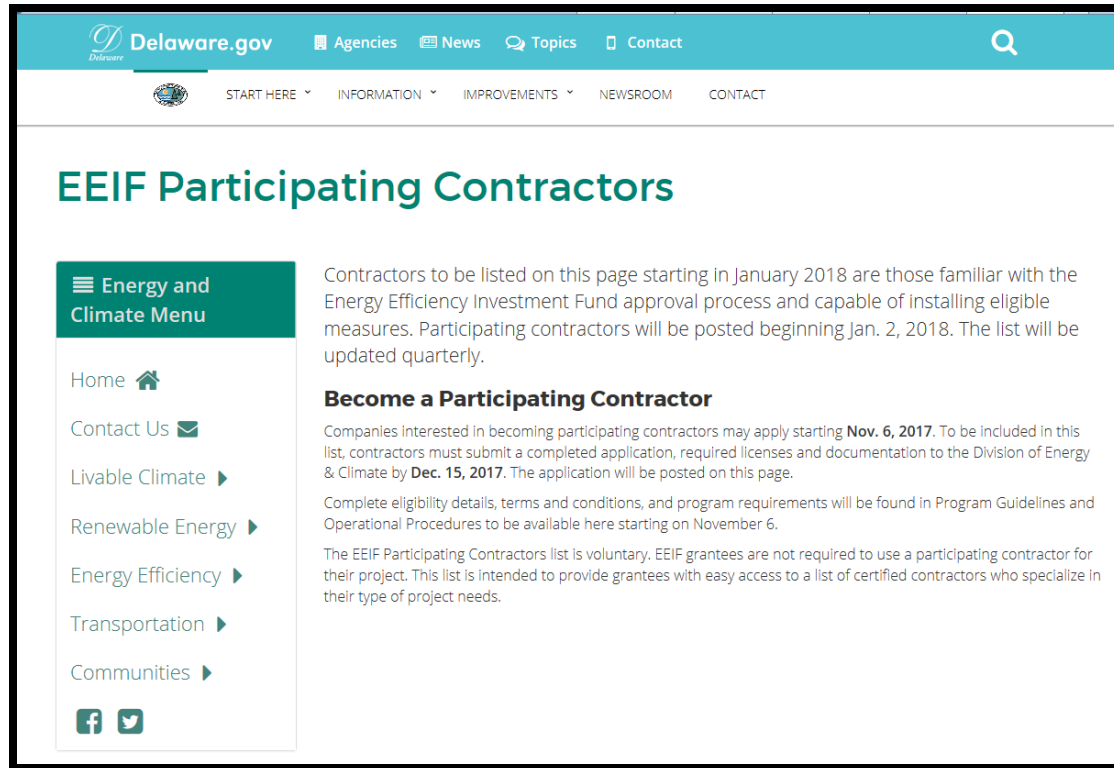 Delaware
Delaware.gov
Agencies
News
Topics
Contact
START HERE
INFORMATION
IMPROVEMENTS
NEWSROOM
CONTACT
EEIF Participating Contractors
Energy and
Climate Menu
Home
Contact Us
Livable Climate
Renewable Energy
Energy Efficiency
Transportation
Communities
Contractors to be listed on this page starting in January 2018 are those familiar with the
Energy Efficiency Investment Fund approval process and capable of installing eligible
measures. Participating contractors will be posted beginning Jan. 2, 2018. The list will be
updated quarterly.
Become a Participating Contractor
Companies interested in becoming participating contractors may apply starting Nov. 6, 2017. To be included in this
list, contractors must submit a completed application, required licenses and documentation to the Division of Energy
& Climate by Dec. 15, 2017. The application will be posted on this page.
Complete eligibility details, terms and conditions, and program requirements will be found in Program Guidelines and
Operational Procedures to be available here starting on November 6.
The EEIF Participating Contractors list is voluntary. EEIF grantees are not required to use a participating contractor for
their project. This list is intended to provide grantees with easy access to a list of certified contractors who specialize in
their type of project needs.